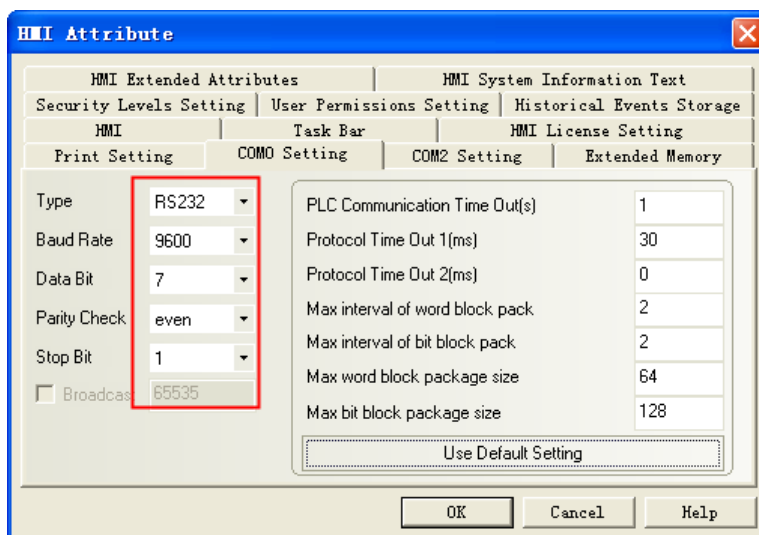 HMI Attribute
HMI Extended Attributes HMI System Information Text
Security Levels Setting User Permissions Setting Historical Events Storage
HMI Task Bar HMI License Setting
Print Setting COM0 Setting COM2 Setting Extended Memory
Type RS232
Baud Rate 9600
Data Bit 7
Parity Check even
Stop Bit 1
Broadcas 65535
PLC Communication Time Out(s) 1
Protocol Time Out 1(ms) 30
Protocol Time Out 2(ms) 0
Max interval of word block pack 2
Max interval of bit block pack 2
Max word block package size 64
Max bit block package size 128
Use Default Setting
OK Cancel Help